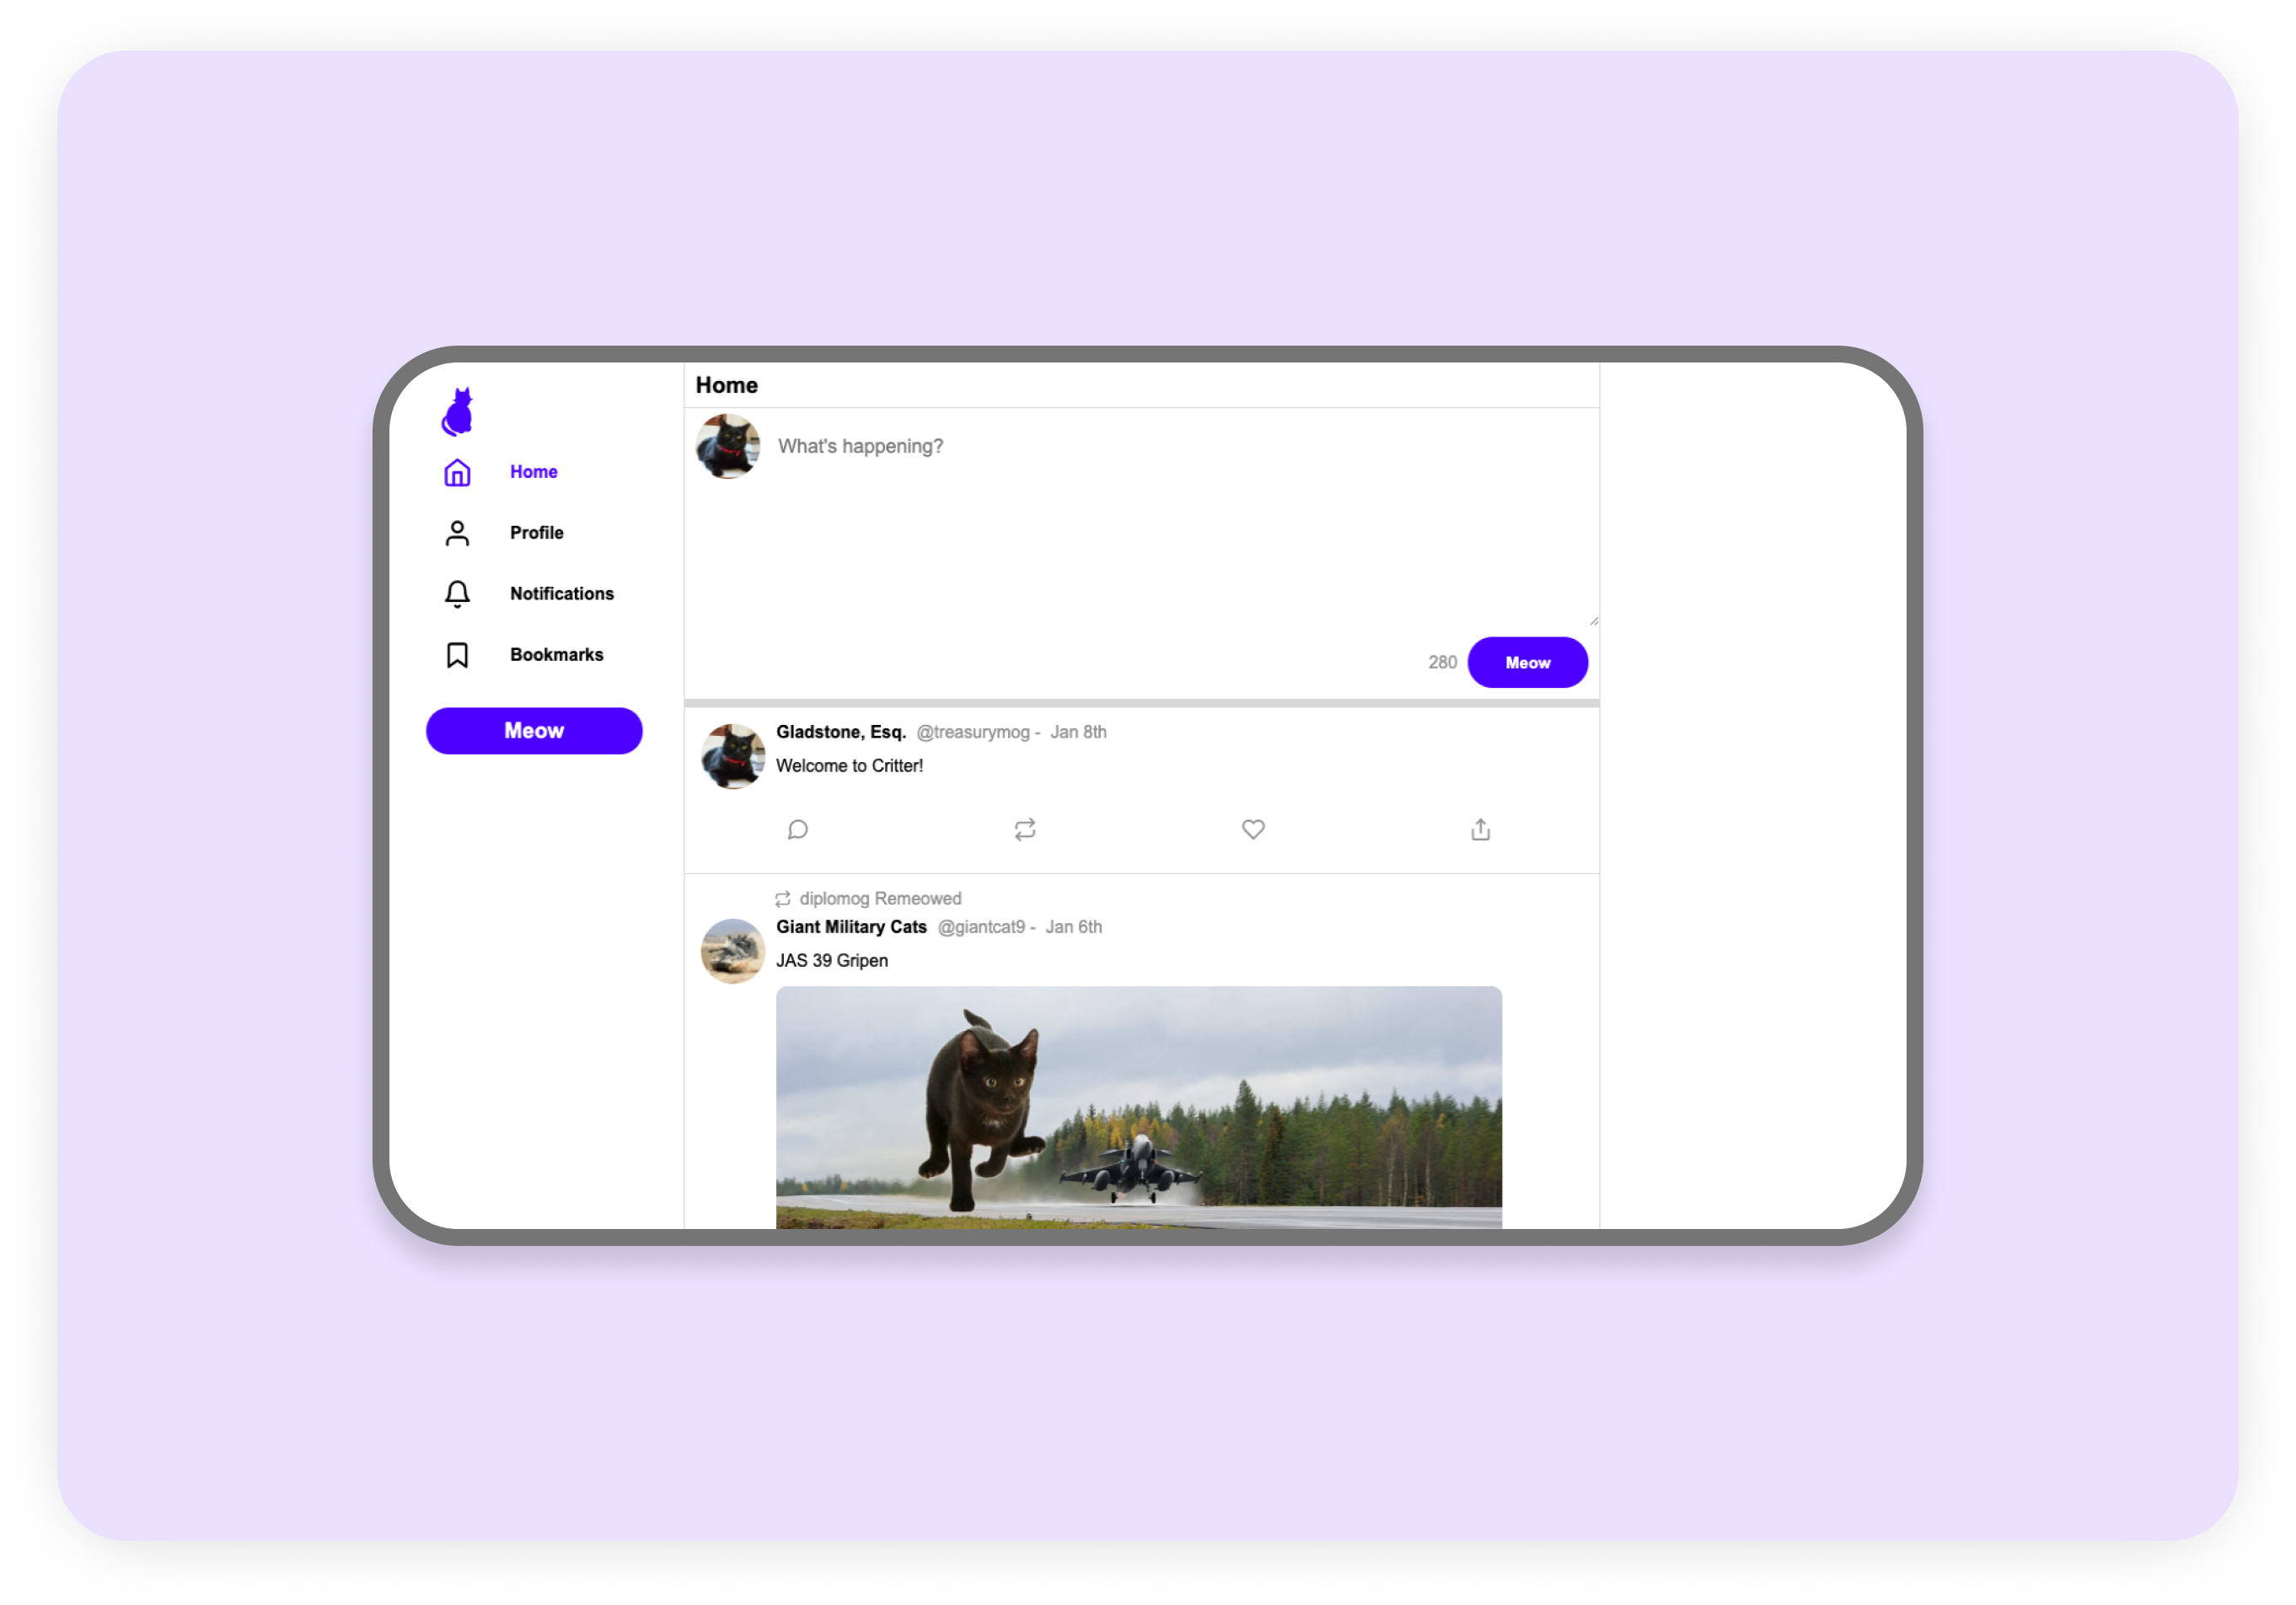 Home
Profile
Notifications
Bookmarks
Meow
Home
What's happening?
280
Meow
Gladstone, Esq. @treasurymog - Jan 8th
Welcome to Critter!
diplomog Remeowed
Giant Military Cats @giantcat9 - Jan 6th
JAS 39 Gripen